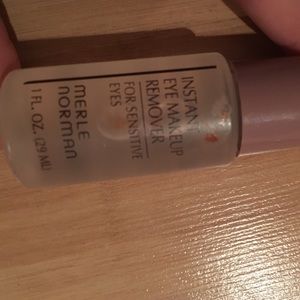 INSTANT
EYE MAKEUP
REMOVER
FOR SENSITIVE
EYES
MERLE
NORMAN
1 FL. OZ. (29 ML)